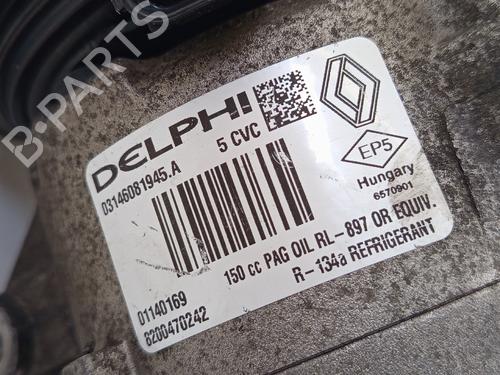 DELPHI
5 CVC
03146081945.A
EP5
Hungary
6570901
150 cc PAG OIL RL-897 OR EQUIV.
R-134a REFRIGERANT
01140169
8200470242
B-PARTS